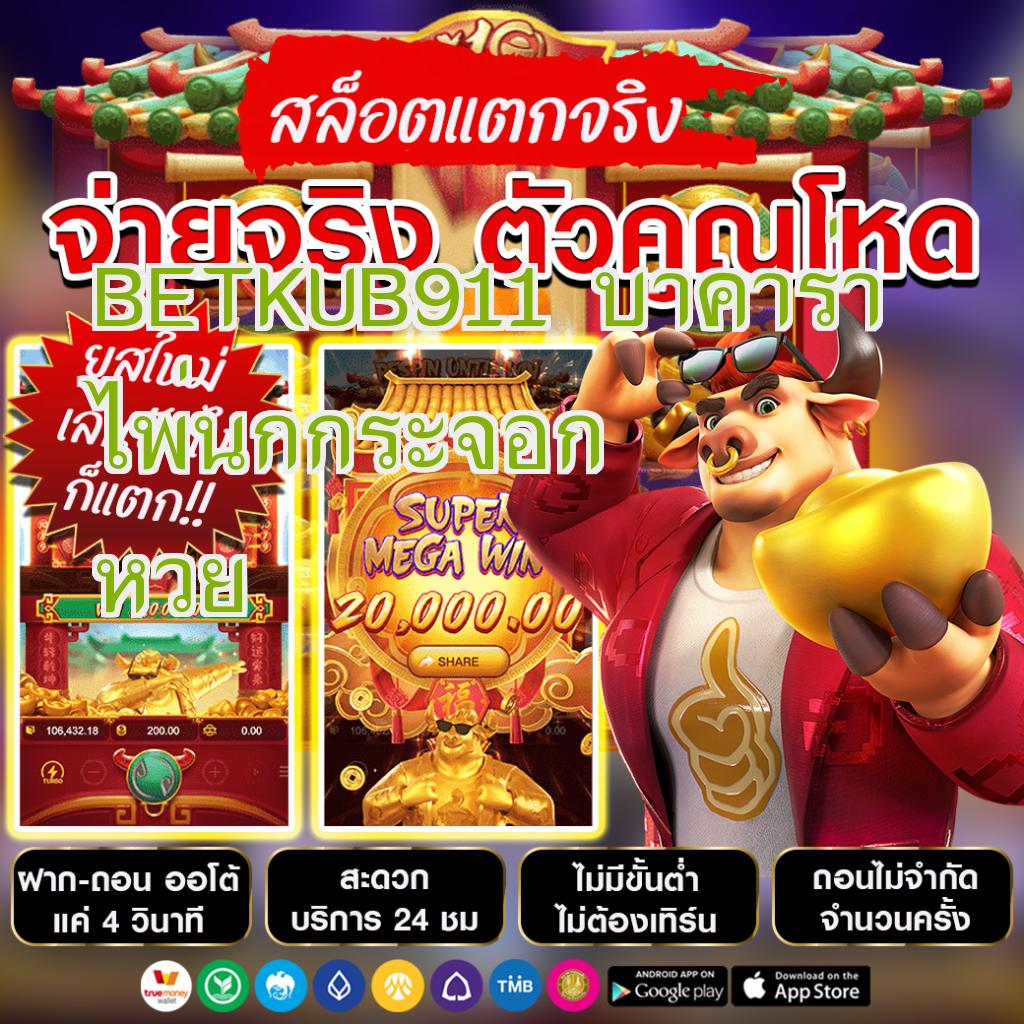 สล็อตแตกจริง
จ่ายจริง ตัวคูณโหด
BETKUB911 บาคารา
ไพ่นกกระจอก
หวย
ยูสใหม่
ก็แตก!!
SUPER
MEGA WIN
20,000.00
SHARE
106,432.18 200.00 0.00
TURBO
ฝาก-ถอน ออโต้
แค่ 4 วินาที
สะดวก
บริการ 24 ชม
ไม่มีขั้นต่ำ
ไม่ต้องเทิร์น
ถอนไม่จำกัด
จำนวนครั้ง
truemoney
wallet
TMB
ANDROID APP ON
Google play
Download on the
App Store